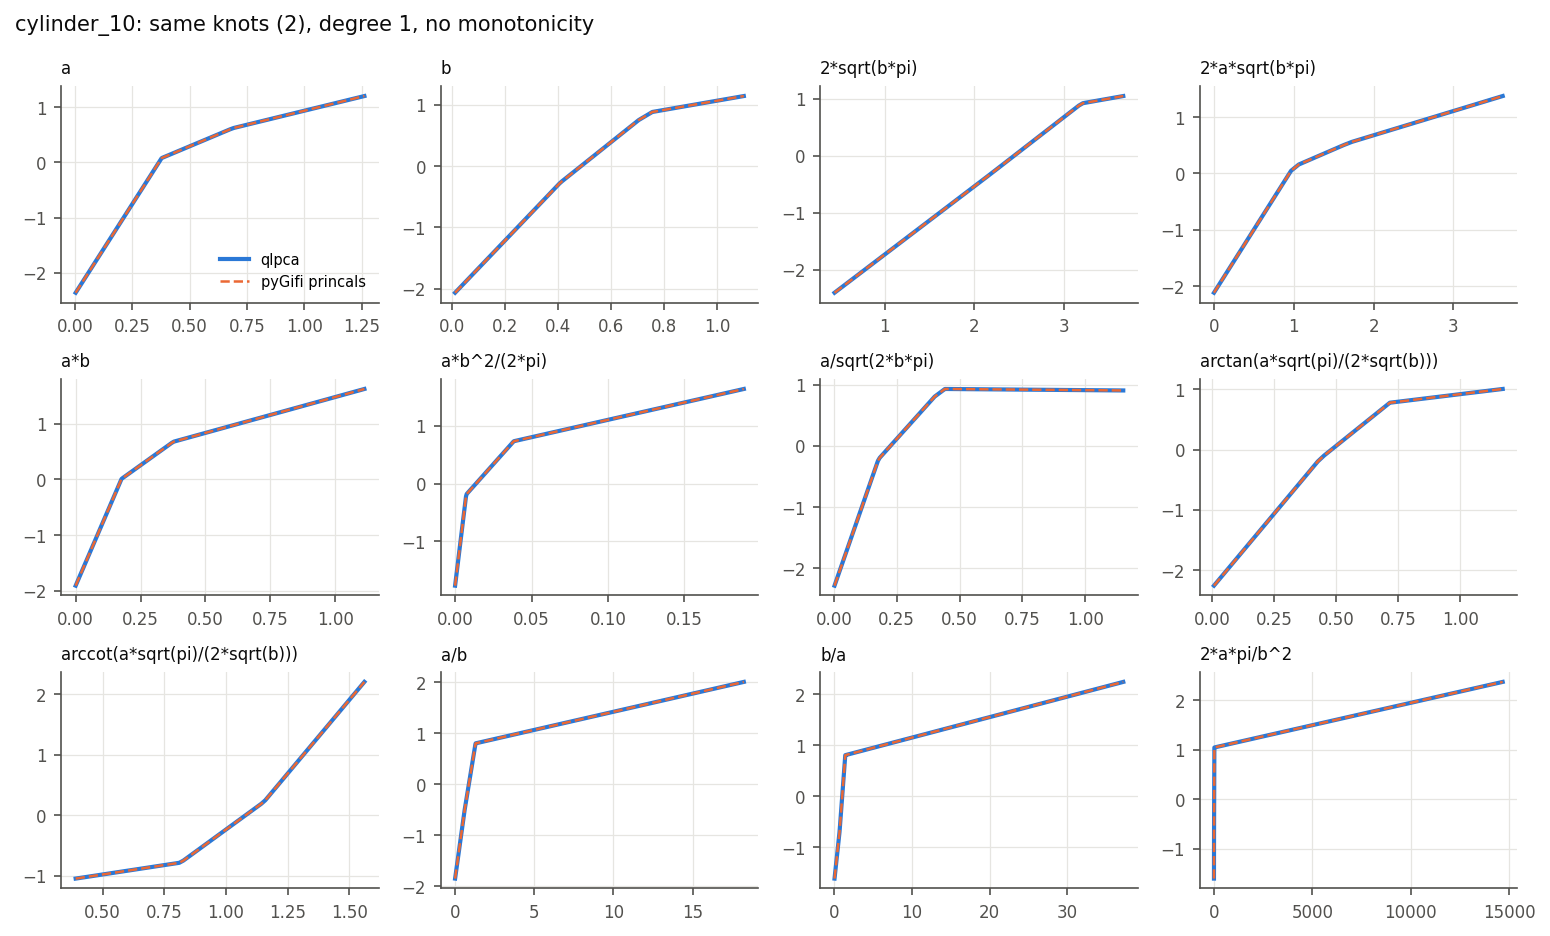 cylinder_10: same knots (2), degree 1, no monotonicity
a
b
2*sqrt(b*pi)
2*a*sqrt(b*pi)
1
0
−1
−2
0.00 0.25 0.50 0.75 1.00 1.25
qlpca
pyGifi princals
1
0
−1
−2
0.0 0.2 0.4 0.6 0.8 1.0
1
0
−1
−2
1 2 3
1
0
−1
−2
0 1 2 3
a*b
a*b^2/(2*pi)
a/sqrt(2*b*pi)
arctan(a*sqrt(pi)/(2*sqrt(b)))
1
0
−1
−2
0.00 0.25 0.50 0.75 1.00
1
0
−1
0.00 0.05 0.10 0.15
1
0
−1
−2
0.00 0.25 0.50 0.75 1.00
1
0
−1
−2
0.00 0.25 0.50 0.75 1.00
arccot(a*sqrt(pi)/(2*sqrt(b)))
a/b
b/a
2*a*pi/b^2
2
1
0
−1
0.50 0.75 1.00 1.25 1.50
2
1
0
−1
−2
0 5 10 15
2
1
0
−1
0 10 20 30
2
1
0
−1
0 5000 10000 15000